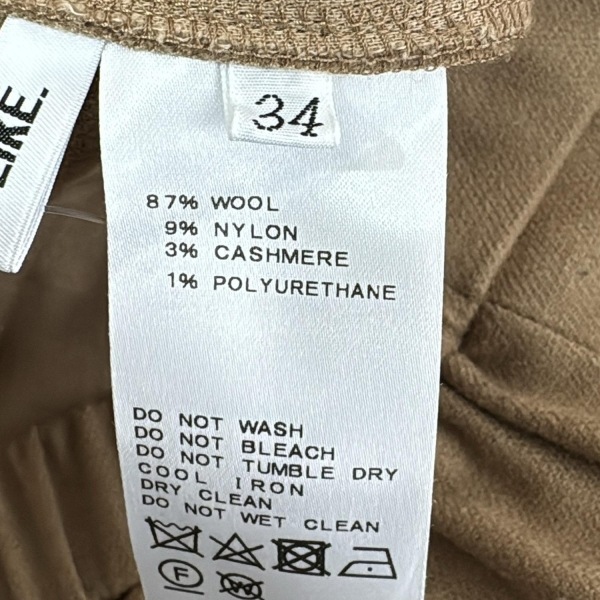 34
87% WOOL
9% NYLON
3% CASHMERE
1% POLYURETHANE
DO NOT WASH
DO NOT BLEACH
DO NOT TUMBLE DRY
COOL IRON
DRY CLEAN
DO NOT WET CLEAN
F W